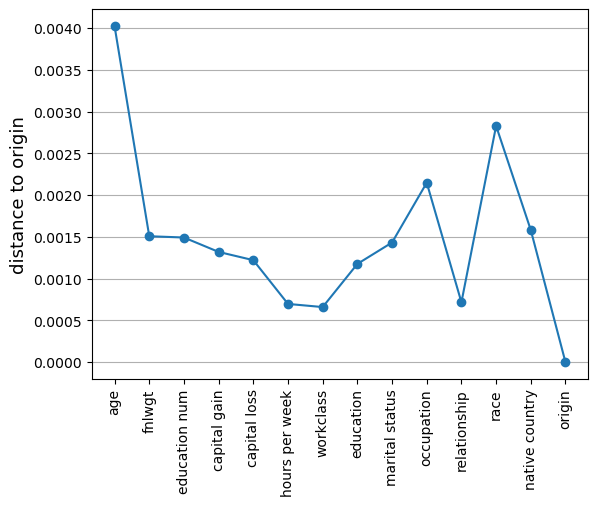 distance to origin
0.0040
0.0035
0.0030
0.0025
0.0020
0.0015
0.0010
0.0005
0.0000
age
fnlwgt
education num
capital gain
capital loss
hours per week
workclass
education
marital status
occupation
relationship
race
native country
origin